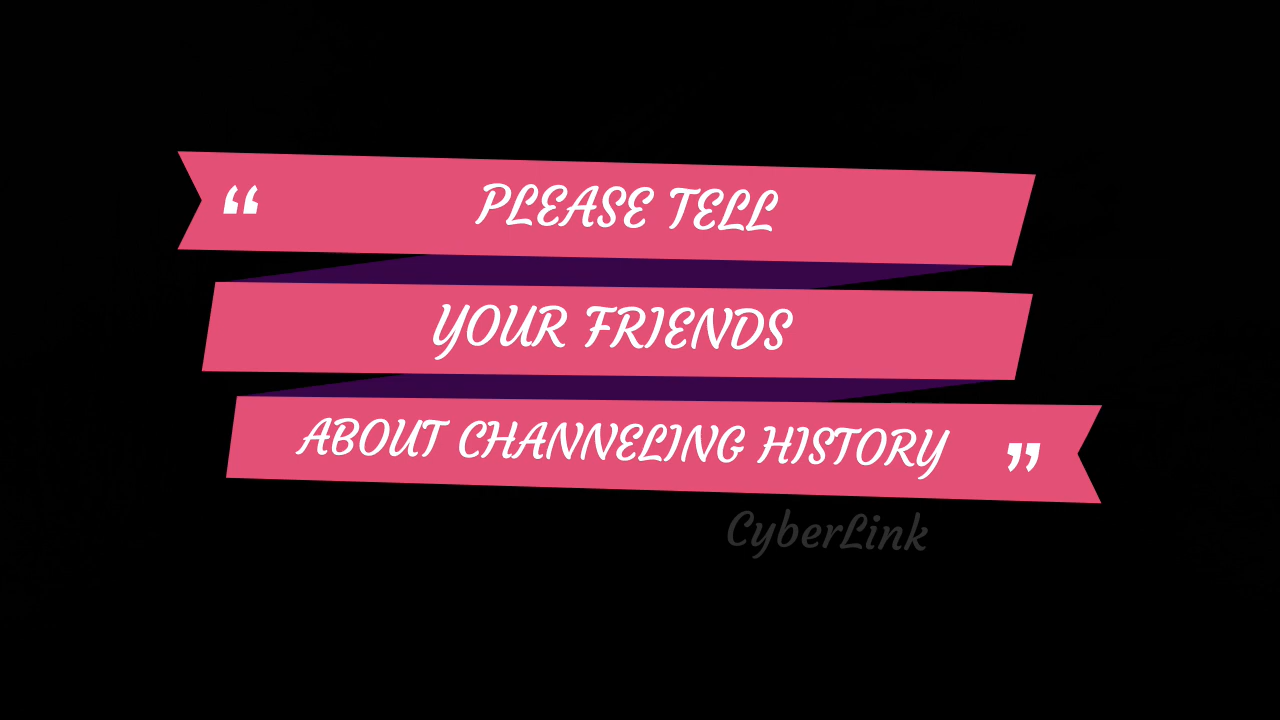 “ PLEASE TELL
YOUR FRIENDS
ABOUT CHANNELING HISTORY ”
CyberLink